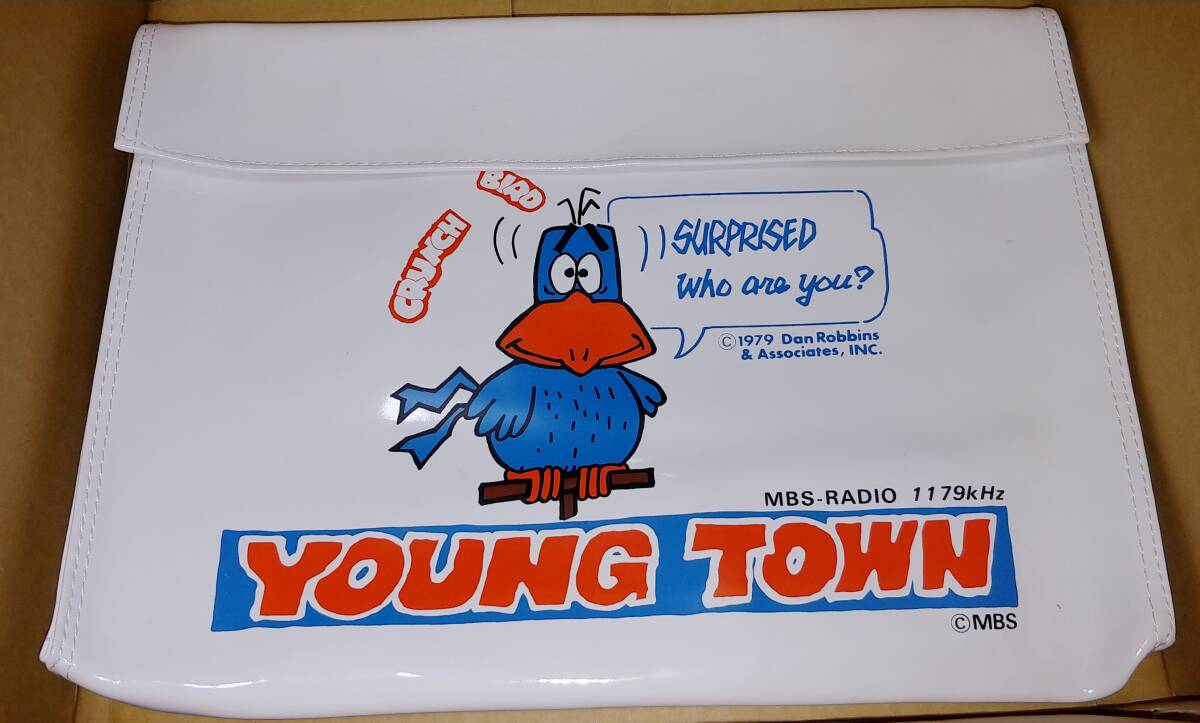 CRUNCH
BIRD
SURPRISED
who are you?
©1979 Dan Robbins
& Associates, INC.
MBS-RADIO 1179kHz
YOUNG TOWN
©MBS